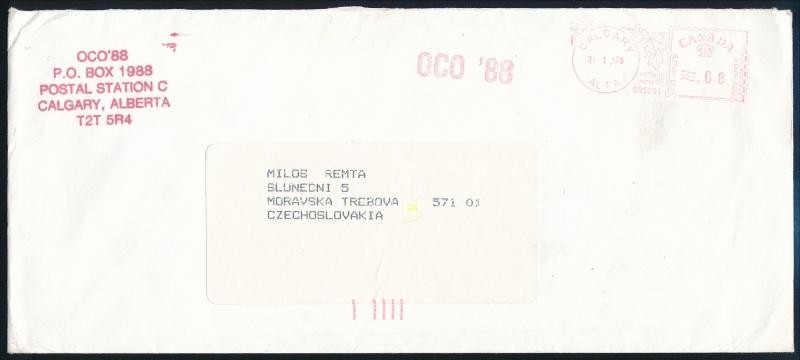 OCO'88
P.O. BOX 1988
POSTAL STATION C
CALGARY, ALBERTA
T2T 5R4
OCO '88
CALGARY
ALTA
CANADA
.68
MILOS REMTA
SLUNECNI 5
MORAVSKA TREBOVA 571 01
CZECHOSLOVAKIA